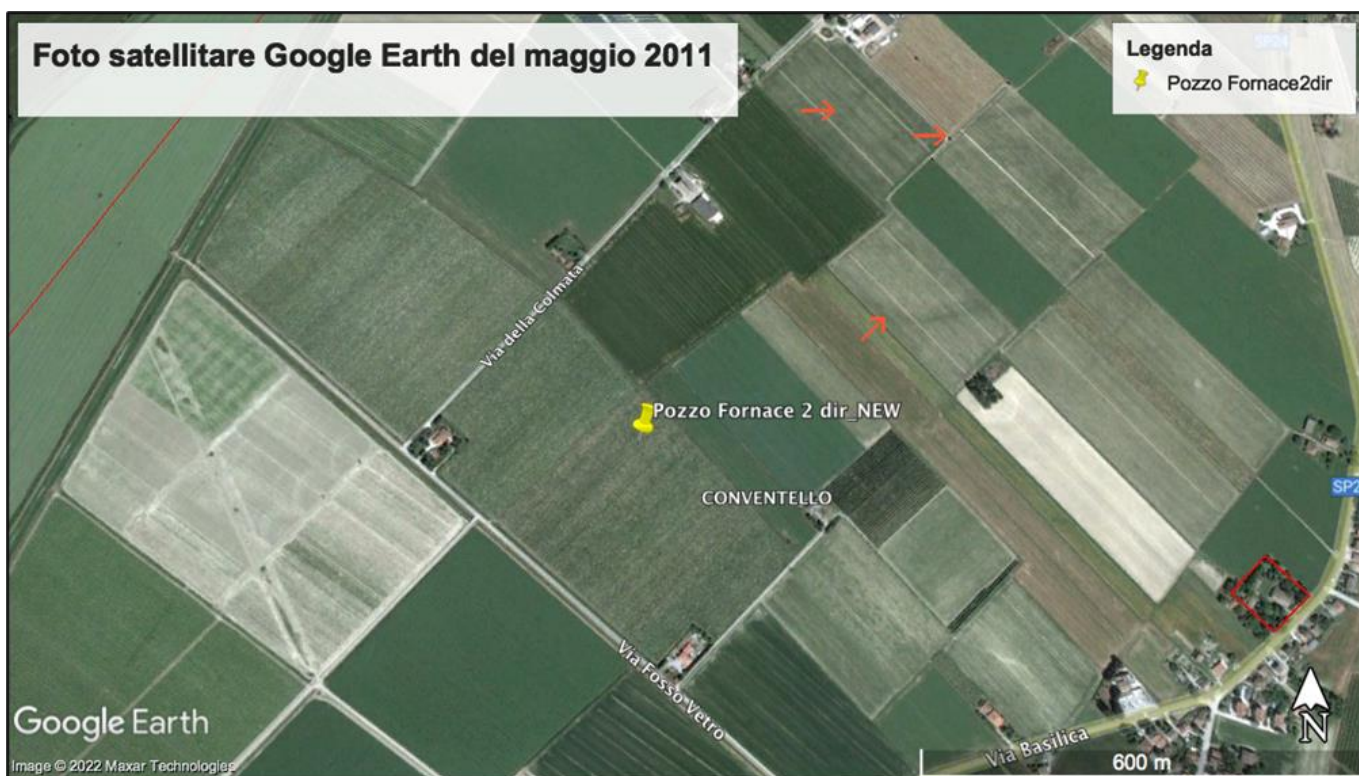 Foto satellitare Google Earth del maggio 2011
Legenda
Pozzo Fornace2dir
Via della Colmata
Pozzo Fornace 2 dir_NEW
CONVENTELLO
SP2
Via Fosso Vetro
Via Basilica
N
600 m
Google Earth
Image © 2022 Maxar Technologies